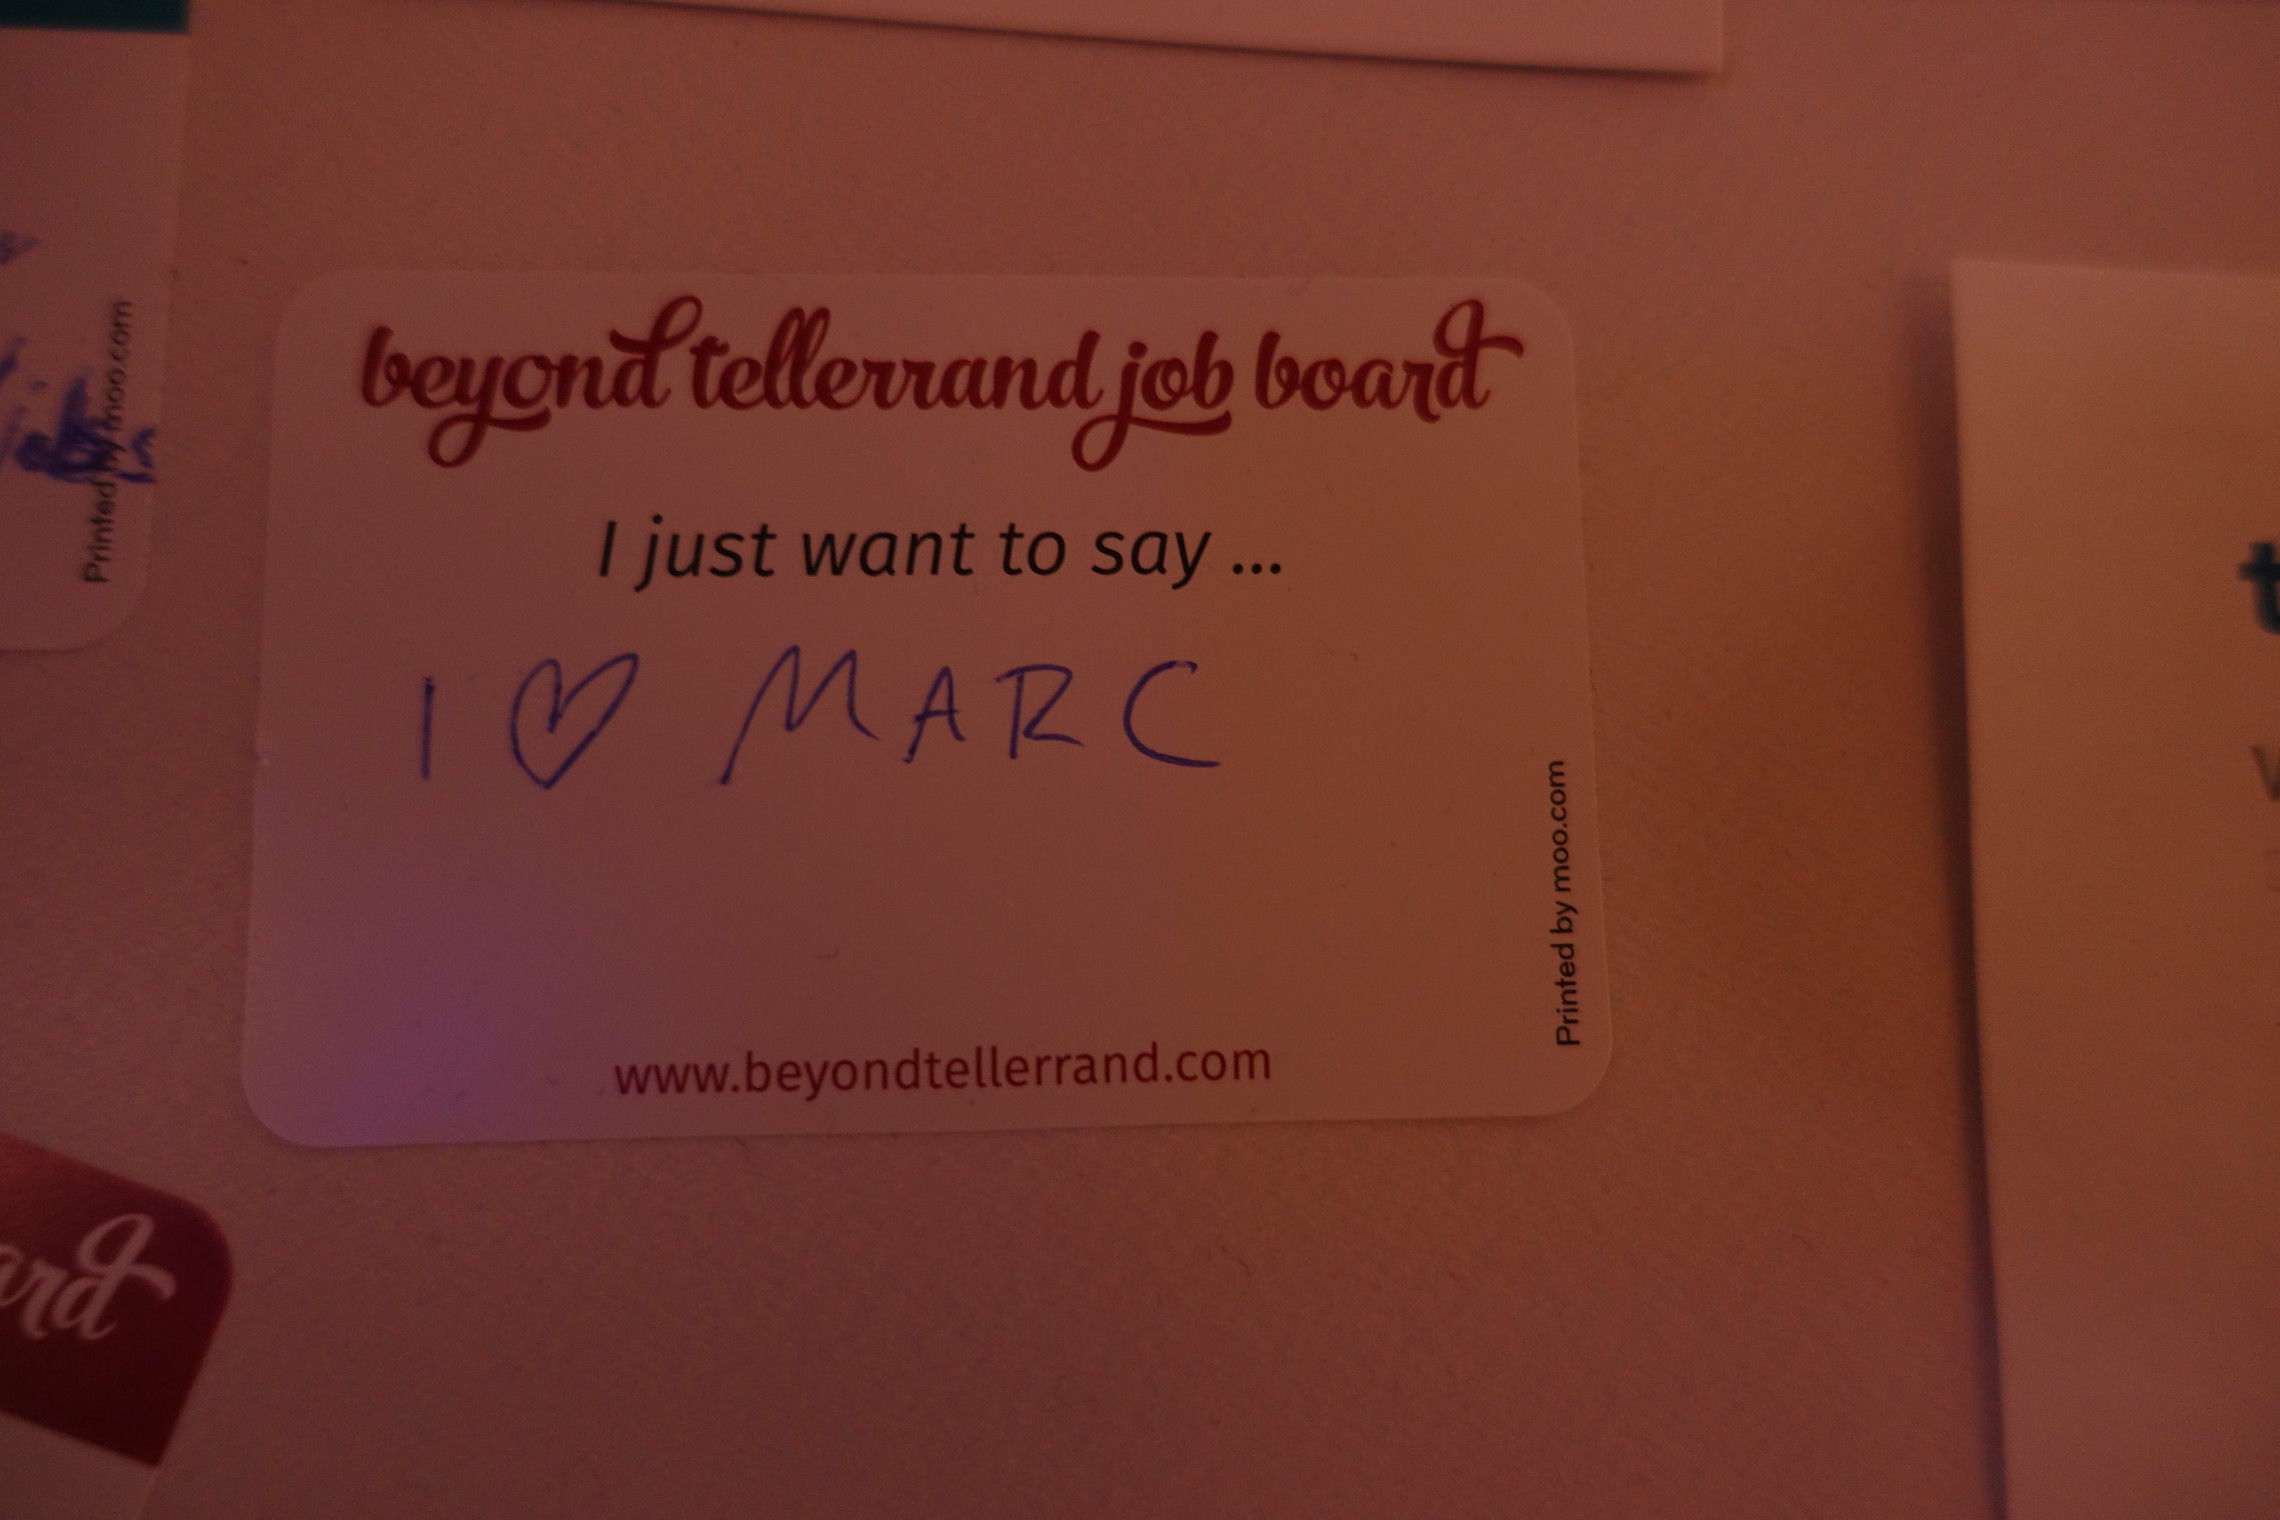 beyond tellerrand job board
I just want to say ...
I ♡ MARC
www.beyondtellerrand.com
Printed by moo.com
Printed by moo.com